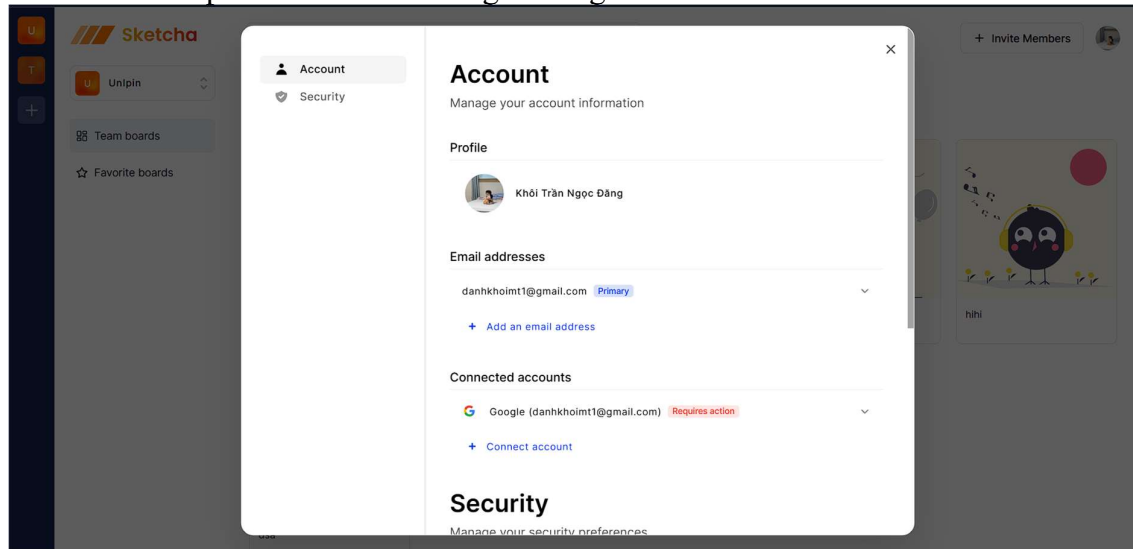 U
Sketcha
+ Invite Members
T
U
UnIpin
+
Team boards
Favorite boards
Account
Security
Account
Manage your account information
Profile
Khôi Trần Ngọc Đăng
Email addresses
danhkhoimt1@gmail.com Primary
+ Add an email address
Connected accounts
G Google (danhkhoimt1@gmail.com) Requires action
+ Connect account
Security
Manage your security preferences
hihi